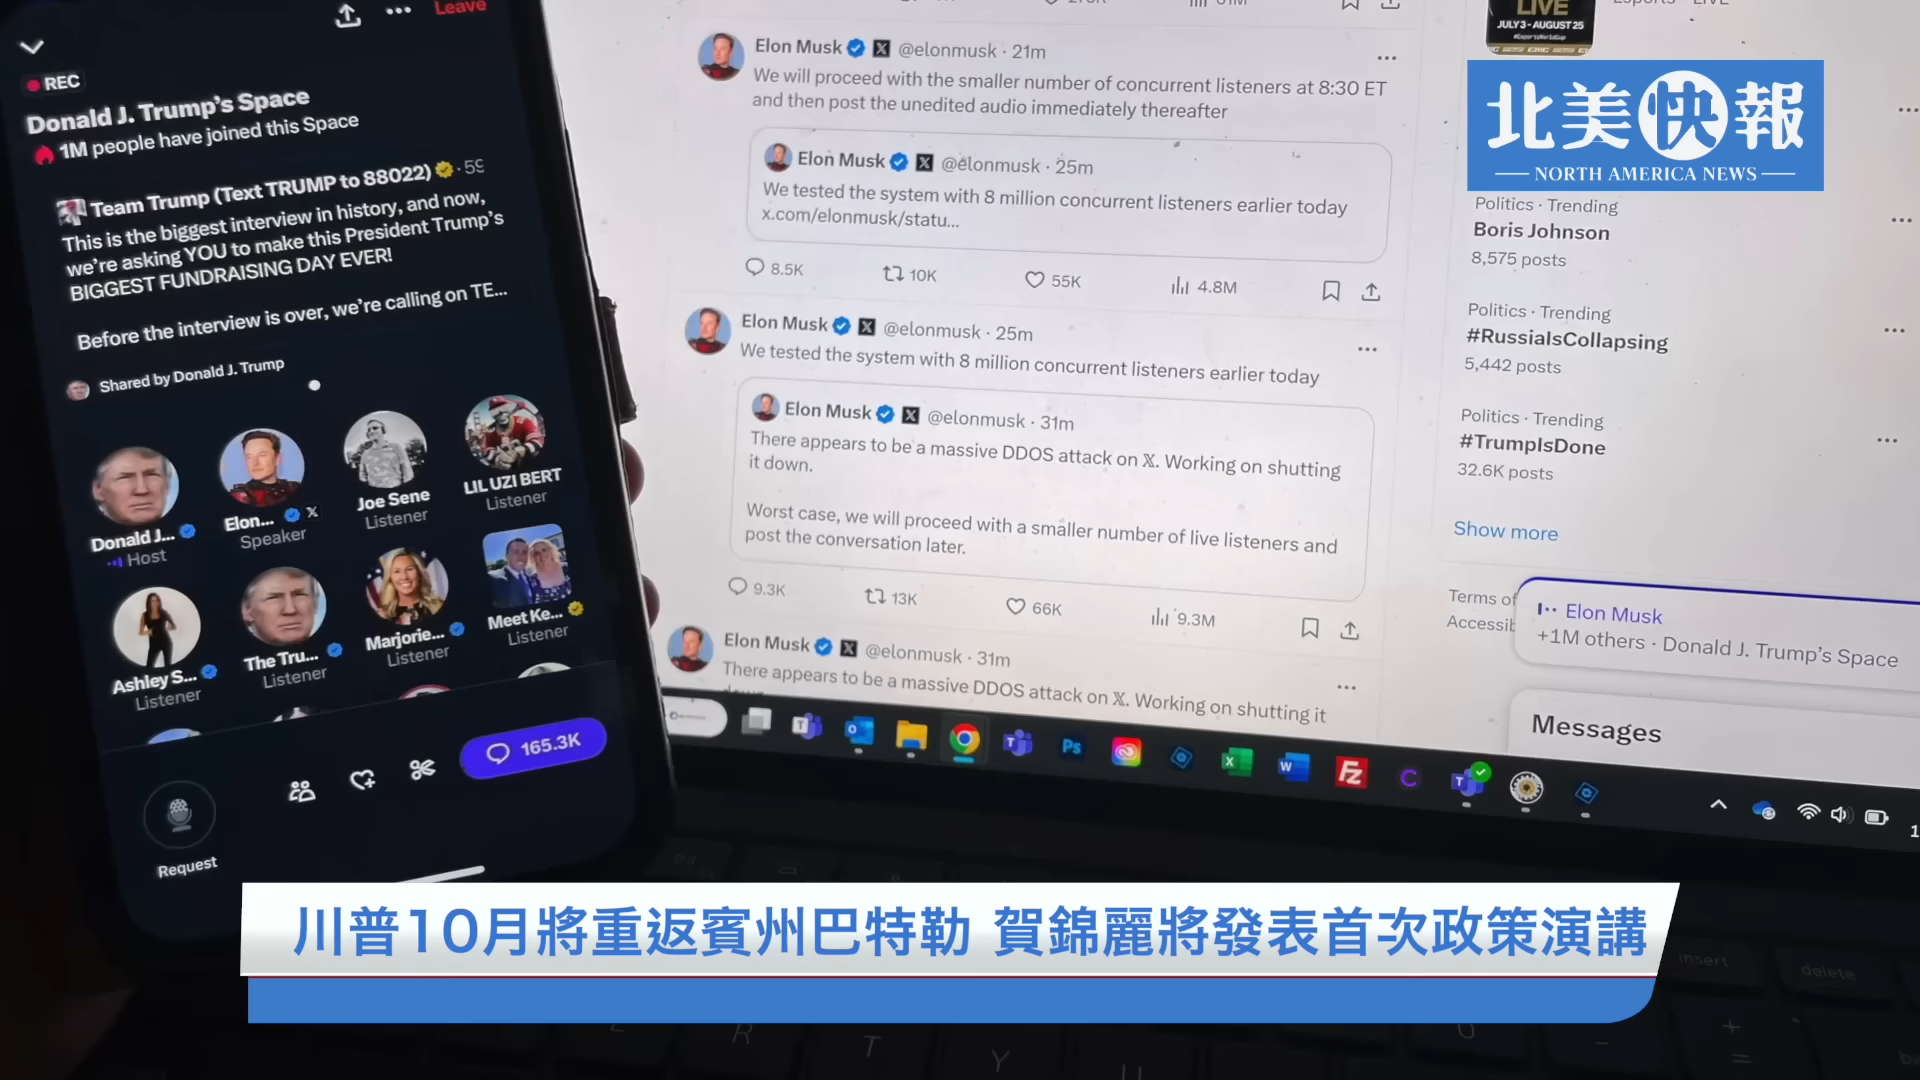 Leave
REC
Donald J. Trump's Space
1M people have joined this Space
Team Trump (Text TRUMP to 88022)
This is the biggest interview in history, and now,
we're asking YOU to make this President Trump's
BIGGEST FUNDRAISING DAY EVER!
Before the interview is over, we're calling on TE...
Shared by Donald J. Trump
Donald J...
Host
Elon...
Speaker
Joe Sene
Listener
LIL UZI BERT
Listener
Ashley S...
Listener
The Tru...
Listener
Marjorie...
Listener
Meet Ke...
Listener
165.3K
Request
Elon Musk @elonmusk · 21m
We will proceed with the smaller number of concurrent listeners at 8:30 ET
and then post the unedited audio immediately thereafter
Elon Musk @elonmusk · 25m
We tested the system with 8 million concurrent listeners earlier today
x.com/elonmusk/statu...
8.5K 10K 55K 4.8M
Elon Musk @elonmusk · 25m
We tested the system with 8 million concurrent listeners earlier today
Elon Musk @elonmusk · 31m
There appears to be a massive DDOS attack on 𝕏. Working on shutting
it down.
Worst case, we will proceed with a smaller number of live listeners and
post the conversation later.
9.3K 13K 66K 9.3M
Elon Musk @elonmusk · 31m
There appears to be a massive DDOS attack on 𝕏. Working on shutting it
LIVE
JULY 3 - AUGUST 25
北美快報
NORTH AMERICA NEWS
Politics · Trending
Boris Johnson
8,575 posts
Politics · Trending
#RussiaIsCollapsing
5,442 posts
Politics · Trending
#TrumpIsDone
32.6K posts
Show more
Terms of
Elon Musk
+1M others · Donald J. Trump's Space
Messages
川普10月將重返賓州巴特勒 賀錦麗將發表首次政策演講
insert
delete
R
T
Y
U